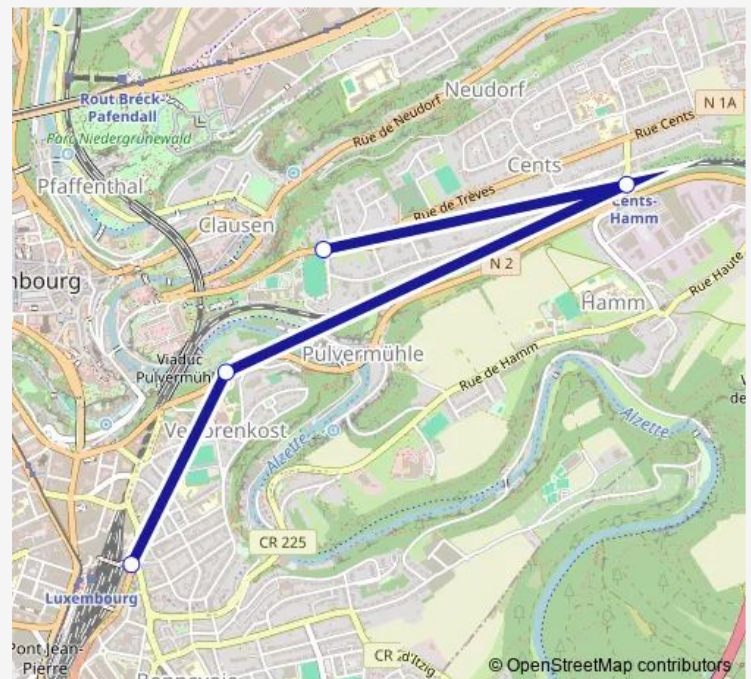 Rout Bréck-
Pafendall
Parc Niedergrünewald
Neudorf
N 1A
Rue de Neudorf
Rue Cents
Pfaffenthal
Cents
Rue de Trèves
Clausen
Cents-
Hamm
N 2
mbourg
Hamm
Rue Haute
Viaduc
Pulvermühl
Pulvermühle
Rue de Hamm
Alzette
Alzette
CR 225
Luxembourg
Pont Jean-
Pierre
CR
d'Itzig
© OpenStreetMap contributors